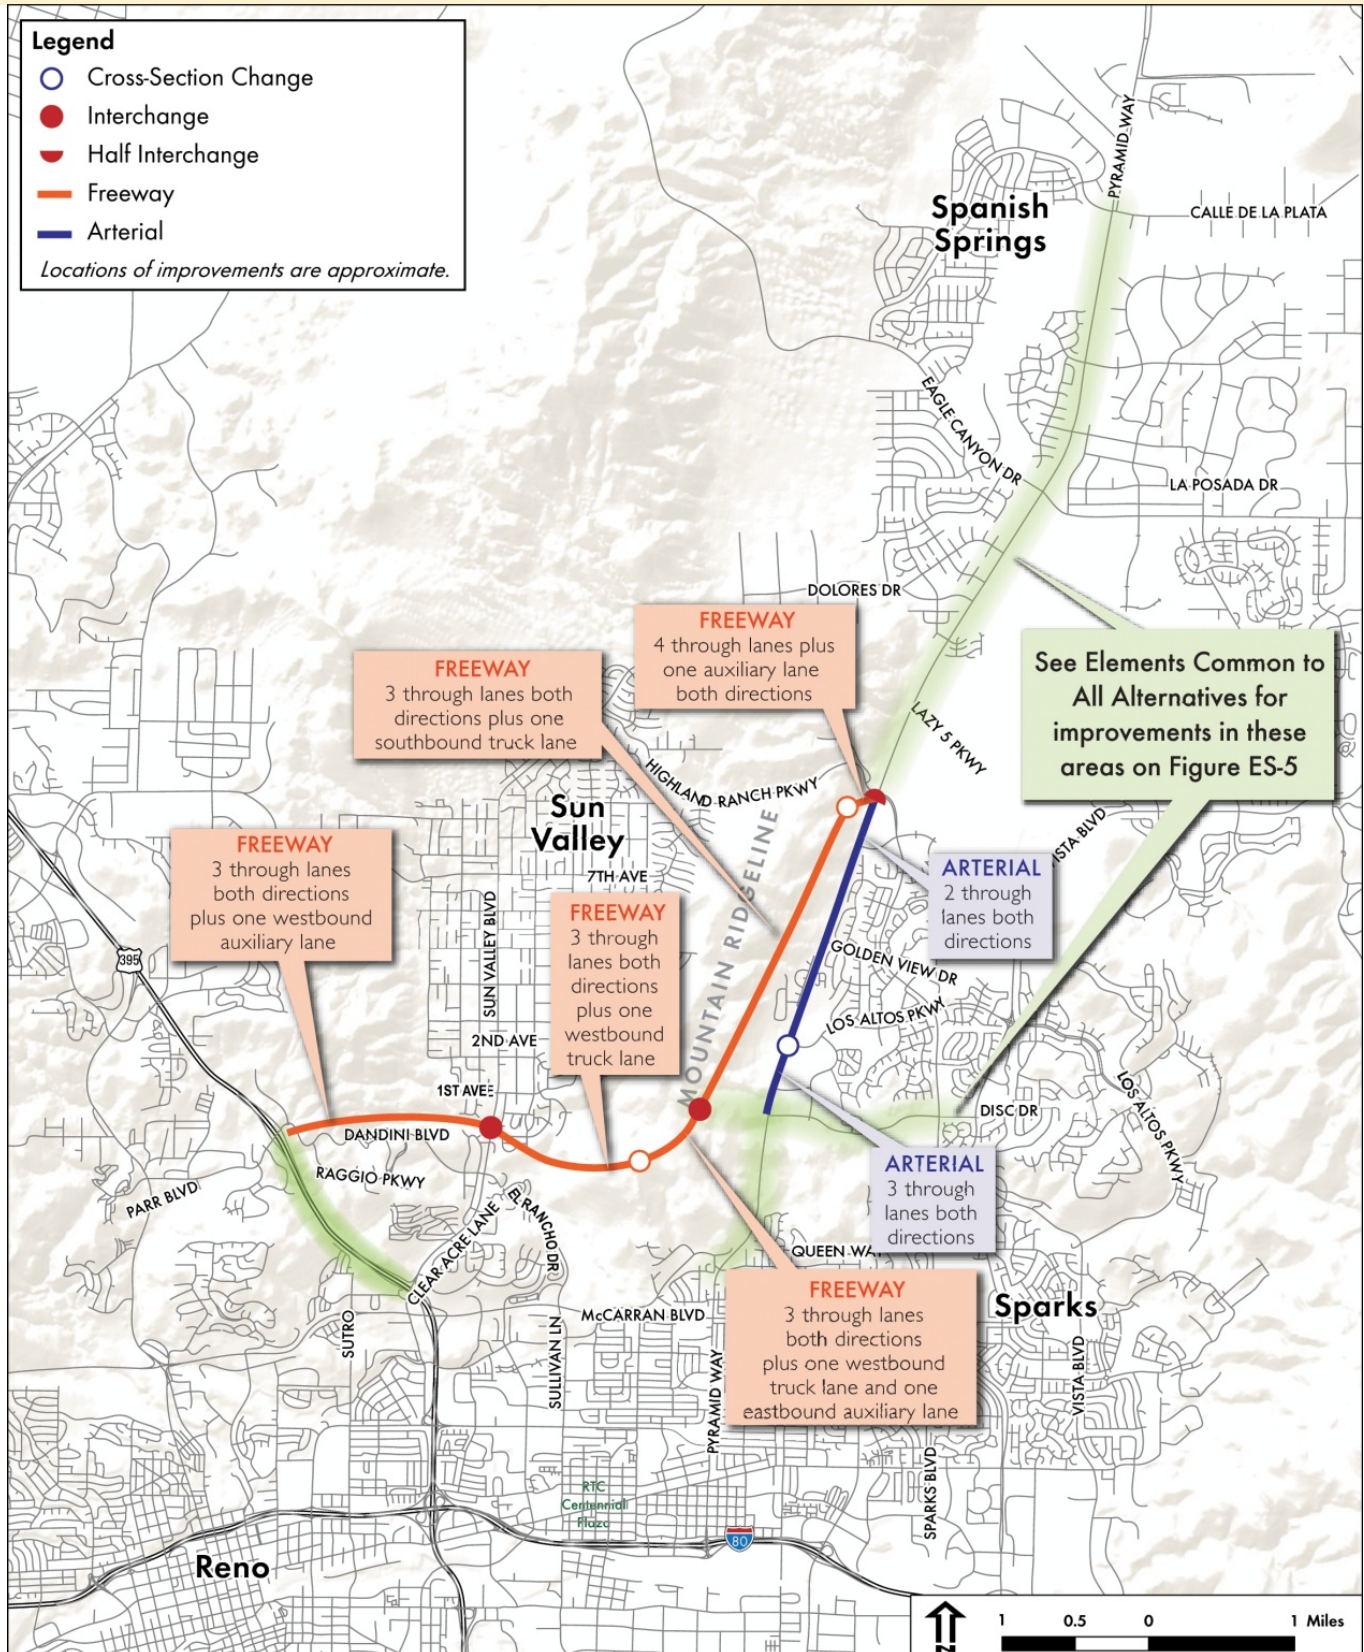 Legend
Cross-Section Change
Interchange
Half Interchange
Freeway
Arterial
Locations of improvements are approximate.
PYRAMID WAY
Spanish
Springs
CALLE DE LA PLATA
EAGLE CANYON DR
LA POSADA DR
DOLORES DR
FREEWAY
4 through lanes plus
one auxiliary lane
both directions
FREEWAY
3 through lanes both
directions plus one
southbound truck lane
See Elements Common to
All Alternatives for
improvements in these
areas on Figure ES-5
LAZY 5 PKWY
HIGHLAND RANCH PKWY
Sun
Valley
7TH AVE
MOUNTAIN RIDGELINE
ISTA BLVD
FREEWAY
3 through lanes
both directions
plus one westbound
auxiliary lane
ARTERIAL
2 through
lanes both
directions
FREEWAY
3 through
lanes both
directions
plus one
westbound
truck lane
SUN VALLEY BLVD
395
GOLDEN VIEW DR
LOS ALTOS PKWY
2ND AVE
1ST AVE
LOS ALTOS PKWY
DISC DR
DANDINI BLVD
RAGGIO PKWY
PARR BLVD
CLEAR ACRE LANE
EL RANCHO DR
ARTERIAL
3 through
lanes both
directions
QUEEN WA
FREEWAY
3 through lanes
both directions
plus one westbound
truck lane and one
eastbound auxiliary lane
Sparks
McCARRAN BLVD
SUTRO
SULLIVAN LN
PYRAMID WAY
VISTA BLVD
SPARKS BLVD
RTC
Centennial
Plaza
80
Reno
N
1 0.5 0 1 Miles